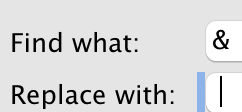 Find what: &
Replace with: